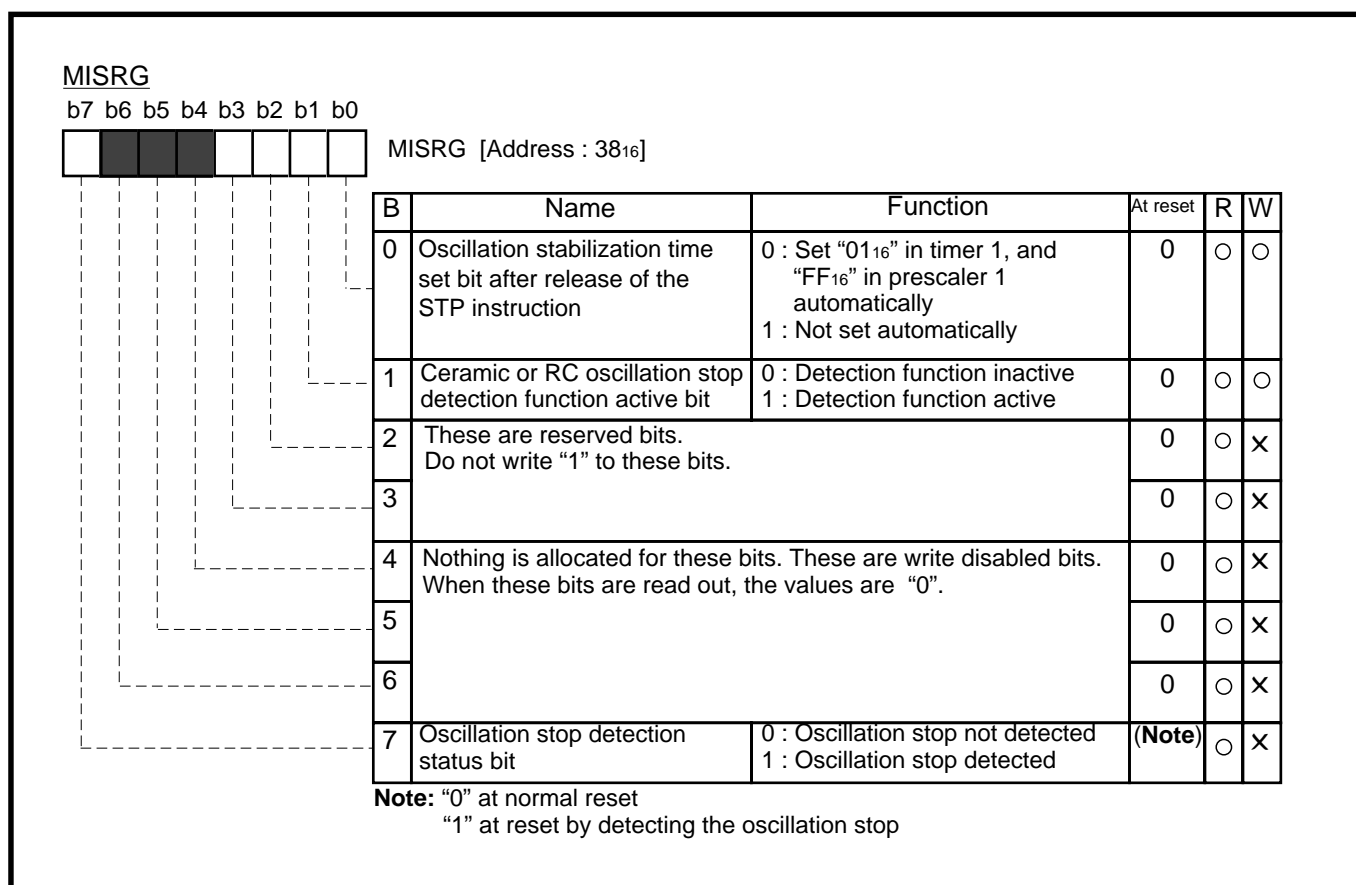 MISRG
b7 b6 b5 b4 b3 b2 b1 b0
MISRG [Address : 3816]
B Name Function At reset R W
0 Oscillation stabilization time 0 : Set “0116” in timer 1, and 0 ○ ○
set bit after release of the “FF16” in prescaler 1
STP instruction automatically
1 : Not set automatically
1 Ceramic or RC oscillation stop 0 : Detection function inactive 0 ○ ○
detection function active bit 1 : Detection function active
2 These are reserved bits. 0 ○ ×
Do not write “1” to these bits.
3 0 ○ ×
4 Nothing is allocated for these bits. These are write disabled bits. 0 ○ ×
When these bits are read out, the values are “0”.
5 0 ○ ×
6 0 ○ ×
7 Oscillation stop detection 0 : Oscillation stop not detected (Note) ○ ×
status bit 1 : Oscillation stop detected
Note: “0” at normal reset
“1” at reset by detecting the oscillation stop